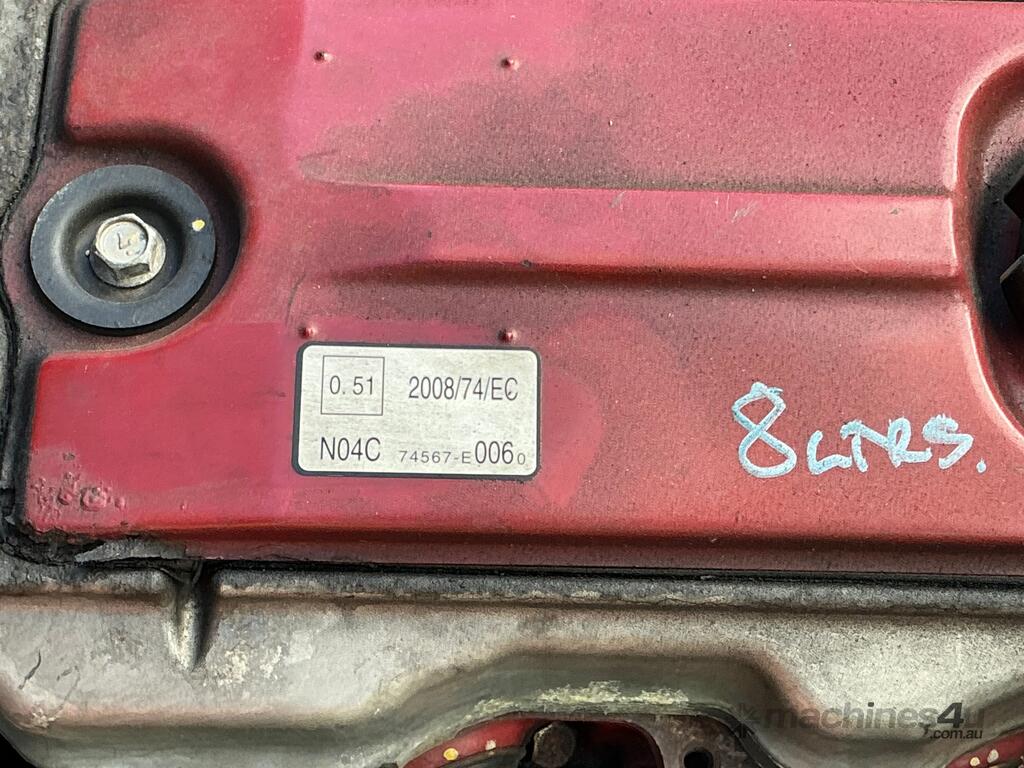 0.51 2008/74/EC
N04C 74567-E0060
8 LTRS.
machines4u
.com.au